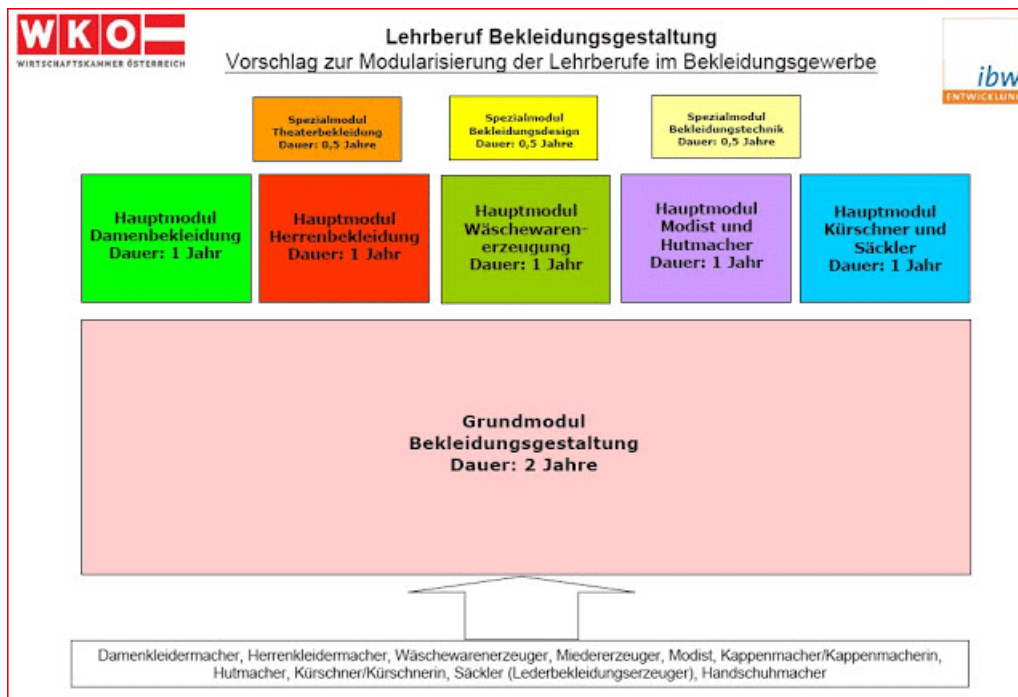 WKO
WIRTSCHAFTSKAMMER ÖSTERREICH
Lehrberuf Bekleidungsgestaltung
Vorschlag zur Modularisierung der Lehrberufe im Bekleidungsgewerbe
ibw
ENTWICKLUNG
Spezialmodul
Theaterbekleidung
Dauer: 0,5 Jahre
Spezialmodul
Bekleidungsdesign
Dauer: 0,5 Jahre
Spezialmodul
Bekleidungstechnik
Dauer: 0,5 Jahre
Hauptmodul
Damenbekleidung
Dauer: 1 Jahr
Hauptmodul
Herrenbekleidung
Dauer: 1 Jahr
Hauptmodul
Wäschewaren-
erzeugung
Dauer: 1 Jahr
Hauptmodul
Modist und
Hutmacher
Dauer: 1 Jahr
Hauptmodul
Kürschner und
Säckler
Dauer: 1 Jahr
Grundmodul
Bekleidungsgestaltung
Dauer: 2 Jahre
Damenkleidermacher, Herrenkleidermacher, Wäschewarenerzeuger, Miedererzeuger, Modist, Kappenmacher/Kappenmacherin,
Hutmacher, Kürschner/Kürschnerin, Säckler (Lederbekleidungserzeuger), Handschuhmacher